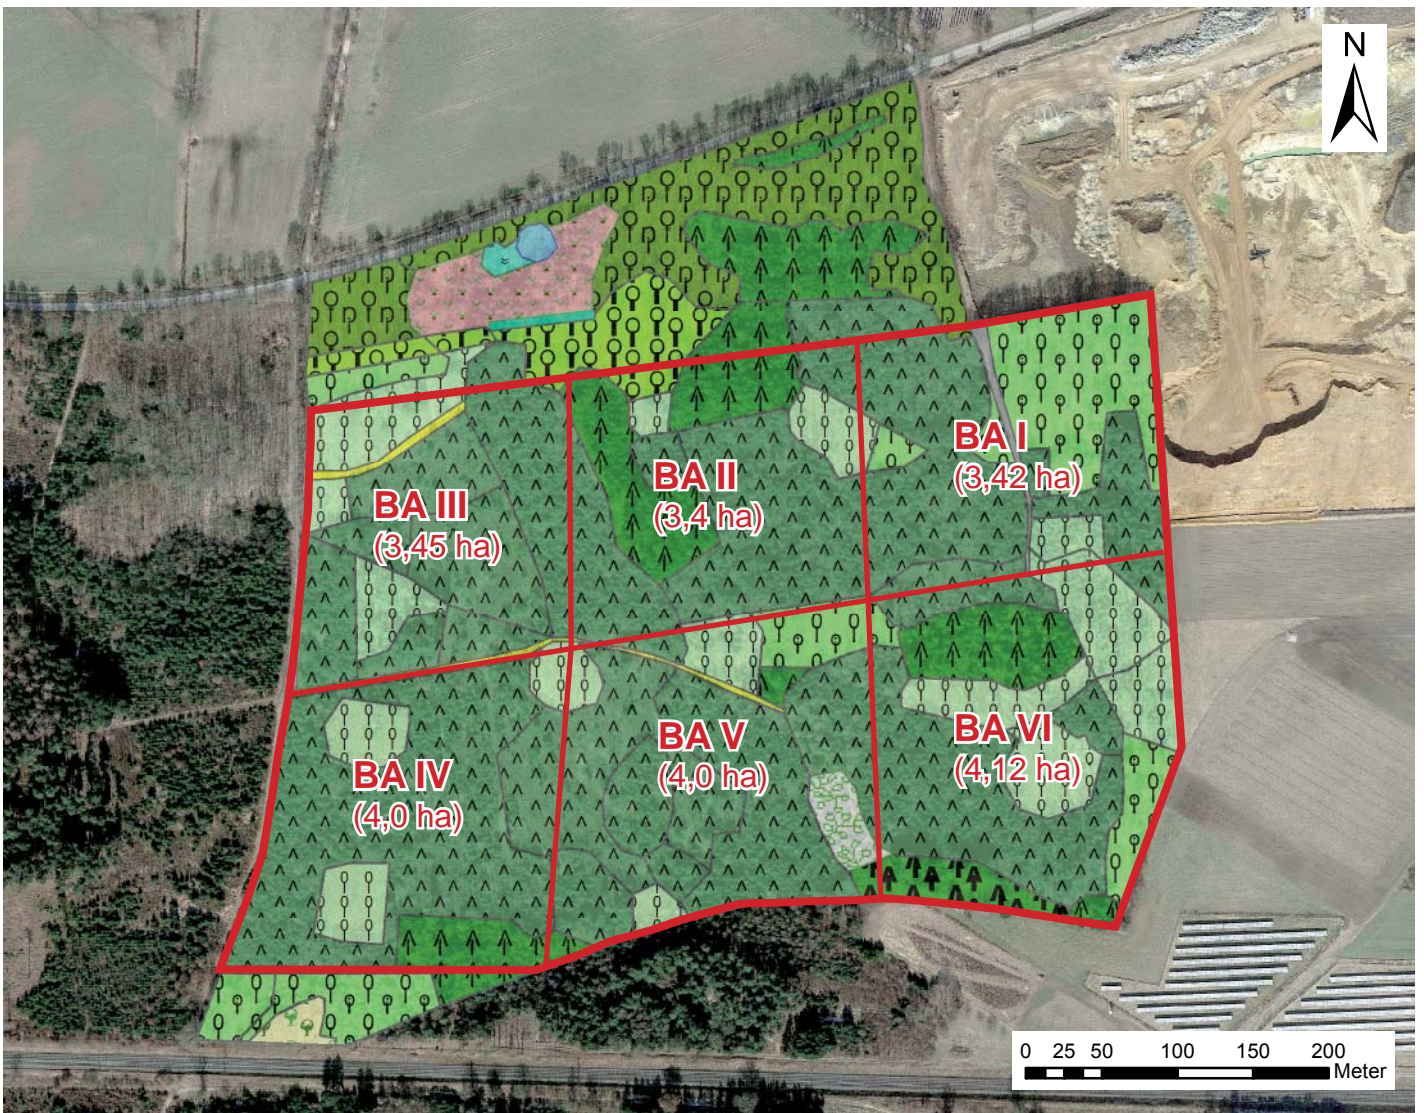 N
BA I
(3,42 ha)
BA II
(3,4 ha)
BA III
(3,45 ha)
BA IV
(4,0 ha)
BA V
(4,0 ha)
BA VI
(4,12 ha)
0 25 50 100 150 200
Meter